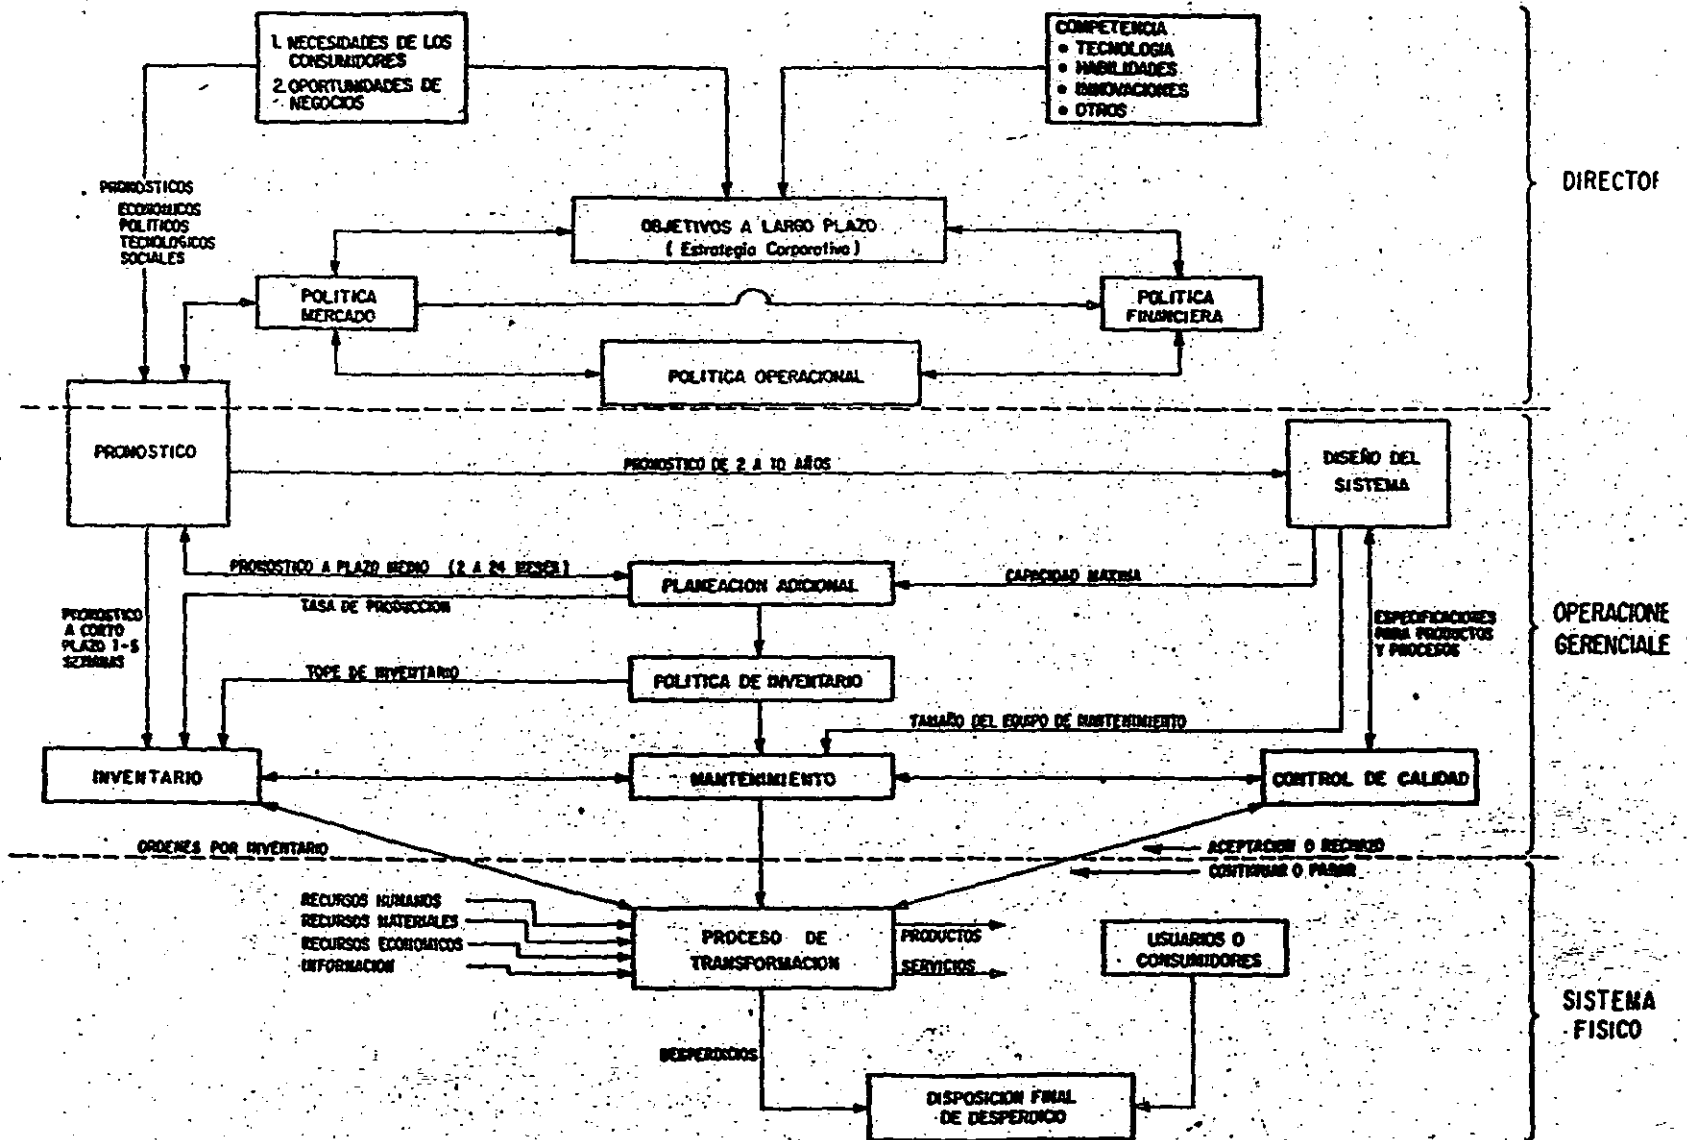 1. NECESIDADES DE LOS
CONSUMIDORES
2. OPORTUNIDADES DE
NEGOCIOS
COMPETENCIA
• TECNOLOGIA
• HABILIDADES
• INNOVACIONES
• OTROS
DIRECTOR
PRONOSTICOS
ECONOMICOS
POLITICOS
TECNOLOGICOS
SOCIALES
OBJETIVOS A LARGO PLAZO
( Estrategia Corporativa )
POLITICA
MERCADO
POLITICA
FINANCIERA
POLITICA OPERACIONAL
PRONOSTICO
PRONOSTICO DE 2 A 10 AÑOS
DISEÑO DEL
SISTEMA
PRONOSTICO A PLAZO MEDIO (2 A 24 MESES)
PLANEACION ADICIONAL
CAPACIDAD MAXIMA
TASA DE PRODUCCION
PRONOSTICO
A CORTO
PLAZO 1-5
SEMANAS
ESPECIFICACIONES
PARA PRODUCTOS
Y PROCESOS
OPERACIONE
GERENCIALE
TOPE DE INVENTARIO
POLITICA DE INVENTARIO
TAMAÑO DEL EQUIPO DE MANTENIMIENTO
INVENTARIO
MANTENIMIENTO
CONTROL DE CALIDAD
ORDENES POR INVENTARIO
ACEPTACION O RECHAZO
CONTINUAR O PARAR
RECURSOS HUMANOS
RECURSOS MATERIALES
RECURSOS ECONOMICOS
INFORMACION
PROCESO DE
TRANSFORMACION
PRODUCTOS
SERVICIOS
USUARIOS O
CONSUMIDORES
SISTEMA
FISICO
DESPERDICIOS
DISPOSICION FINAL
DE DESPERDICIO